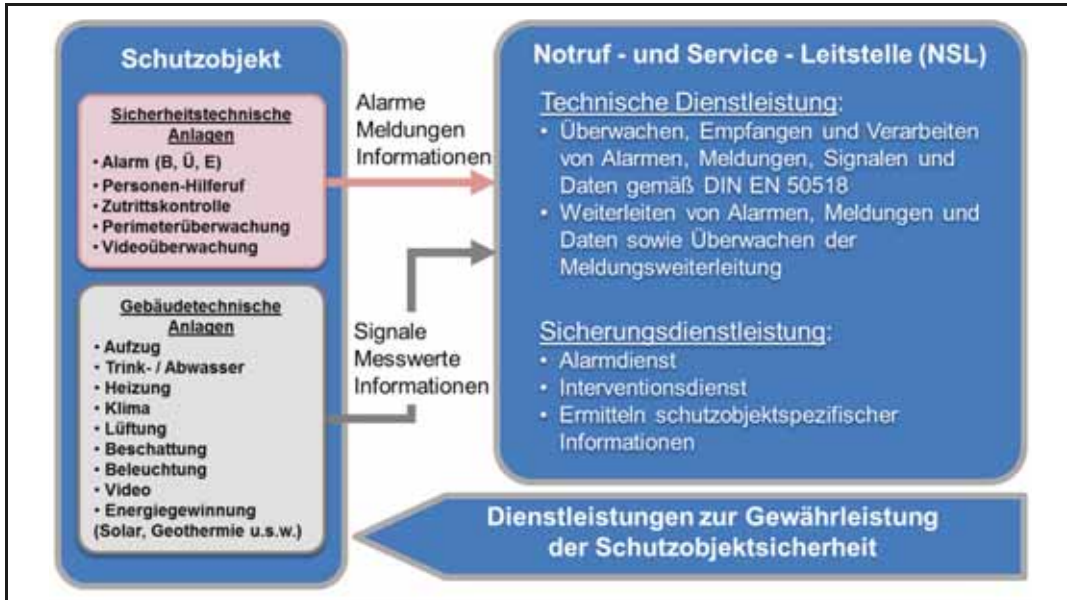 Schutzobjekt
Sicherheitstechnische
Anlagen
• Alarm (B, Ü, E)
• Personen-Hilferuf
• Zutrittskontrolle
• Perimeterüberwachung
• Videoüberwachung
Gebäudetechnische
Anlagen
• Aufzug
• Trink- / Abwasser
• Heizung
• Klima
• Lüftung
• Beschattung
• Beleuchtung
• Video
• Energiegewinnung
(Solar, Geothermie u.s.w.)
Alarme
Meldungen
Informationen
Signale
Messwerte
Informationen
Notruf - und Service - Leitstelle (NSL)
Technische Dienstleistung:
• Überwachen, Empfangen und Verarbeiten
von Alarmen, Meldungen, Signalen und
Daten gemäß DIN EN 50518
• Weiterleiten von Alarmen, Meldungen und
Daten sowie Überwachen der
Meldungsweiterleitung
Sicherungsdienstleistung:
• Alarmdienst
• Interventionsdienst
• Ermitteln schutzobjektspezifischer
Informationen
Dienstleistungen zur Gewährleistung
der Schutzobjektsicherheit